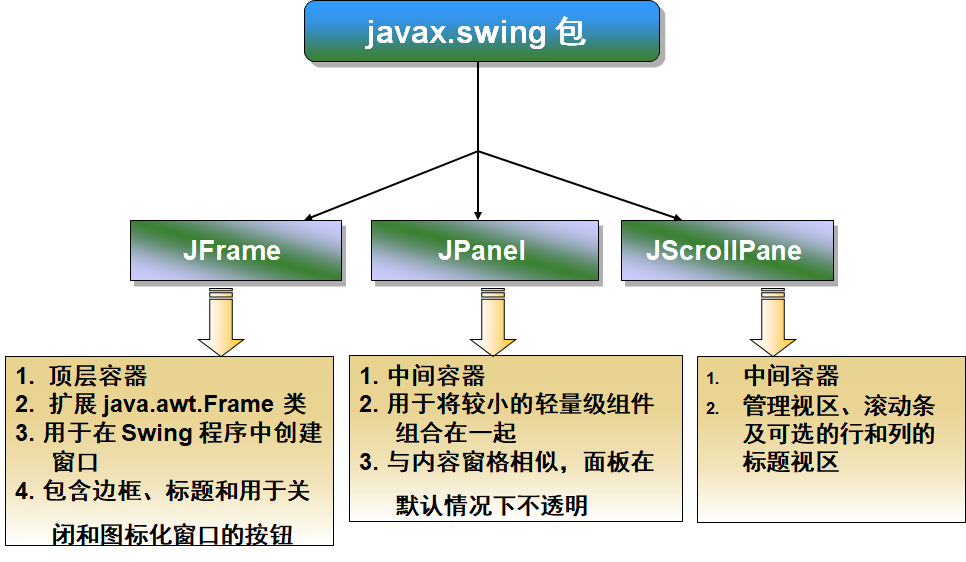 javax.swing 包
JFrame
JPanel
JScrollPane
1. 顶层容器
2. 扩展 java.awt.Frame 类
3. 用于在 Swing 程序中创建
窗口
4. 包含边框、标题和用于关
闭和图标化窗口的按钮
1. 中间容器
2. 用于将较小的轻量级组件
组合在一起
3. 与内容窗格相似，面板在
默认情况下不透明
1. 中间容器
2. 管理视区、滚动条
及可选的行和列的
标题视区